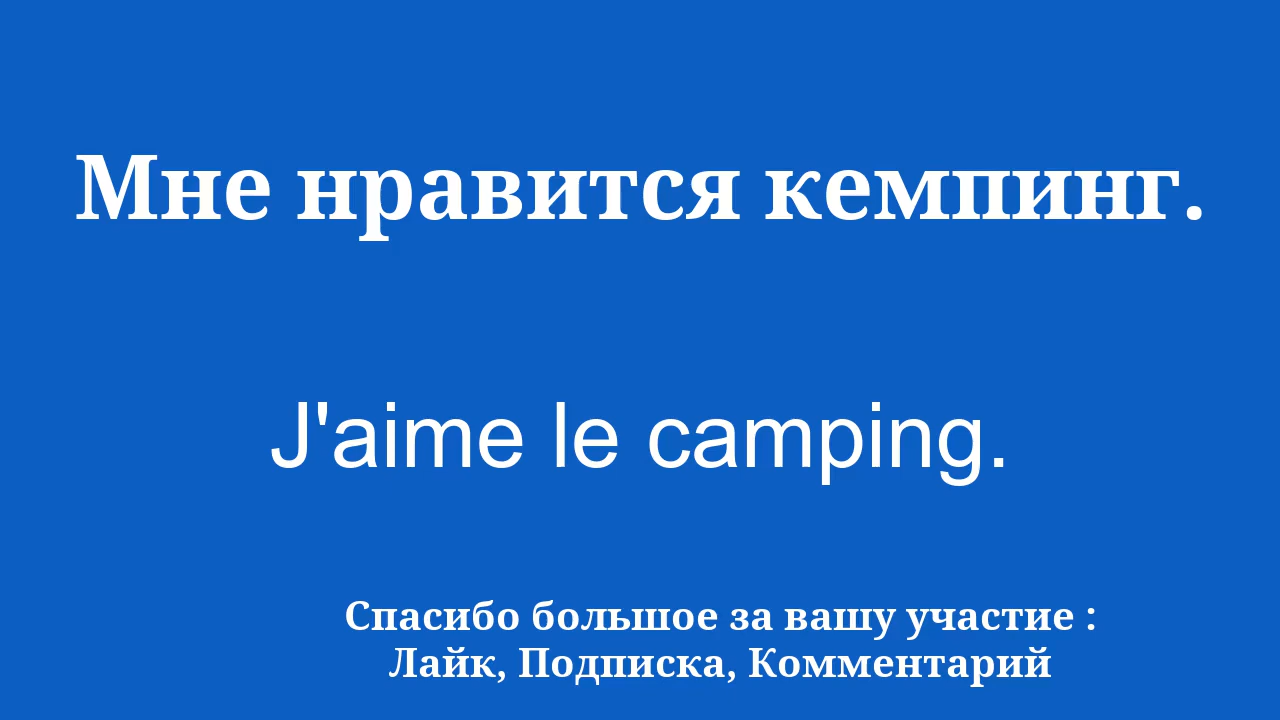 Мне нравится кемпинг.
J'aime le camping.
Спасибо большое за вашу участие :
Лайк, Подписка, Комментарий